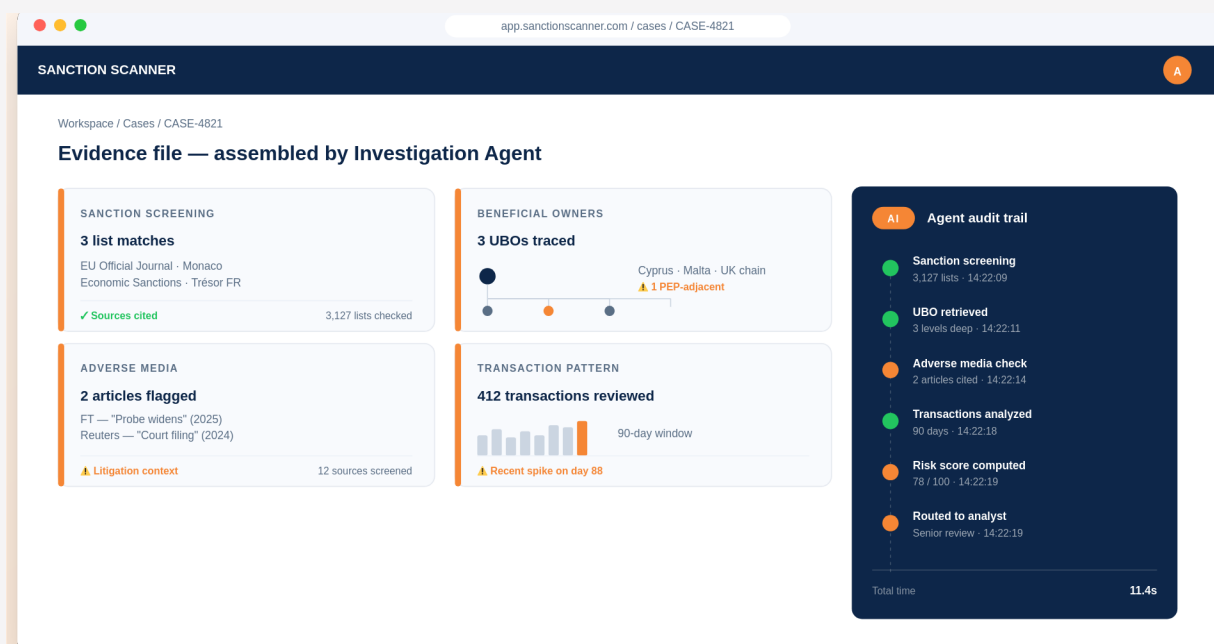 app.sanctionscanner.com / cases / CASE-4821
SANCTION SCANNER
A
Workspace / Cases / CASE-4821
Evidence file — assembled by Investigation Agent
SANCTION SCREENING
3 list matches
EU Official Journal · Monaco
Economic Sanctions · Trésor FR
✓ Sources cited
3,127 lists checked
BENEFICIAL OWNERS
3 UBOs traced
Cyprus · Malta · UK chain
⚠ 1 PEP-adjacent
ADVERSE MEDIA
2 articles flagged
FT — "Probe widens" (2025)
Reuters — "Court filing" (2024)
⚠ Litigation context
12 sources screened
TRANSACTION PATTERN
412 transactions reviewed
90-day window
⚠ Recent spike on day 88
AI
Agent audit trail
Sanction screening
3,127 lists · 14:22:09
UBO retrieved
3 levels deep · 14:22:11
Adverse media check
2 articles cited · 14:22:14
Transactions analyzed
90 days · 14:22:18
Risk score computed
78 / 100 · 14:22:19
Routed to analyst
Senior review · 14:22:19
Total time
11.4s